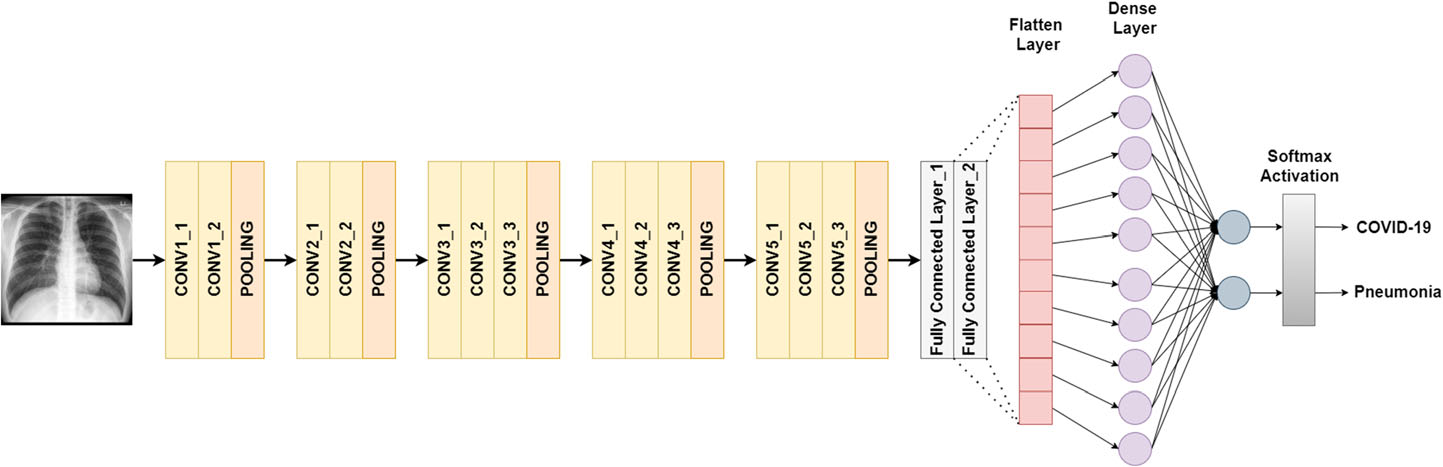 CONV1_1
CONV1_2
POOLING
CONV2_1
CONV2_2
POOLING
CONV3_1
CONV3_2
CONV3_3
POOLING
CONV4_1
CONV4_2
CONV4_3
POOLING
CONV5_1
CONV5_2
CONV5_3
POOLING
Fully Connected Layer_1
Fully Connected Layer_2
Flatten
Layer
Dense
Layer
Softmax
Activation
COVID-19
Pneumonia